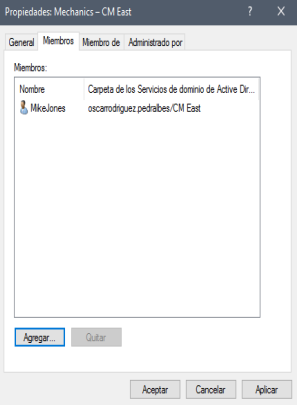 Propiedades: Mechanics – CM East ? X
General Miembros Miembro de Administrado por
Miembros:
Nombre Carpeta de los Servicios de dominio de Active Dir...
MikeJones oscarrodriguez.pedralbes/CM East
Agregar... Quitar
Aceptar Cancelar Aplicar